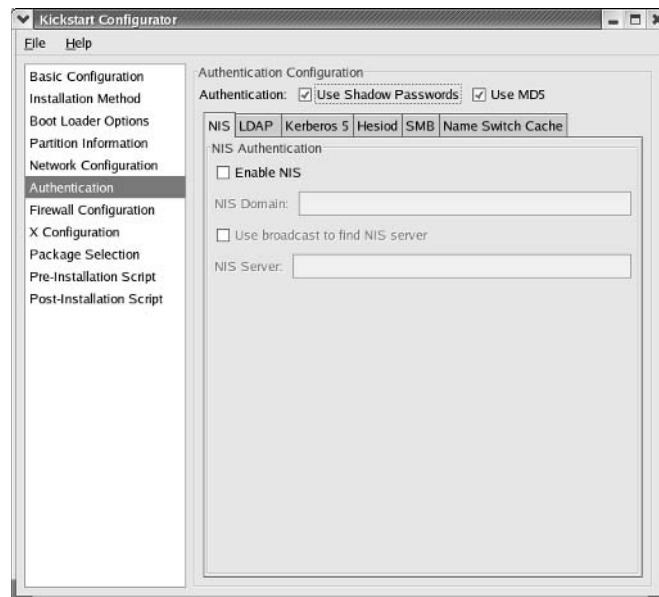 Kickstart Configurator
File Help
Basic Configuration
Installation Method
Boot Loader Options
Partition Information
Network Configuration
Authentication
Firewall Configuration
X Configuration
Package Selection
Pre-Installation Script
Post-Installation Script
Authentication Configuration
Authentication: Use Shadow Passwords Use MD5
NIS LDAP Kerberos 5 Hesiod SMB Name Switch Cache
NIS Authentication
Enable NIS
NIS Domain:
Use broadcast to find NIS server
NIS Server: